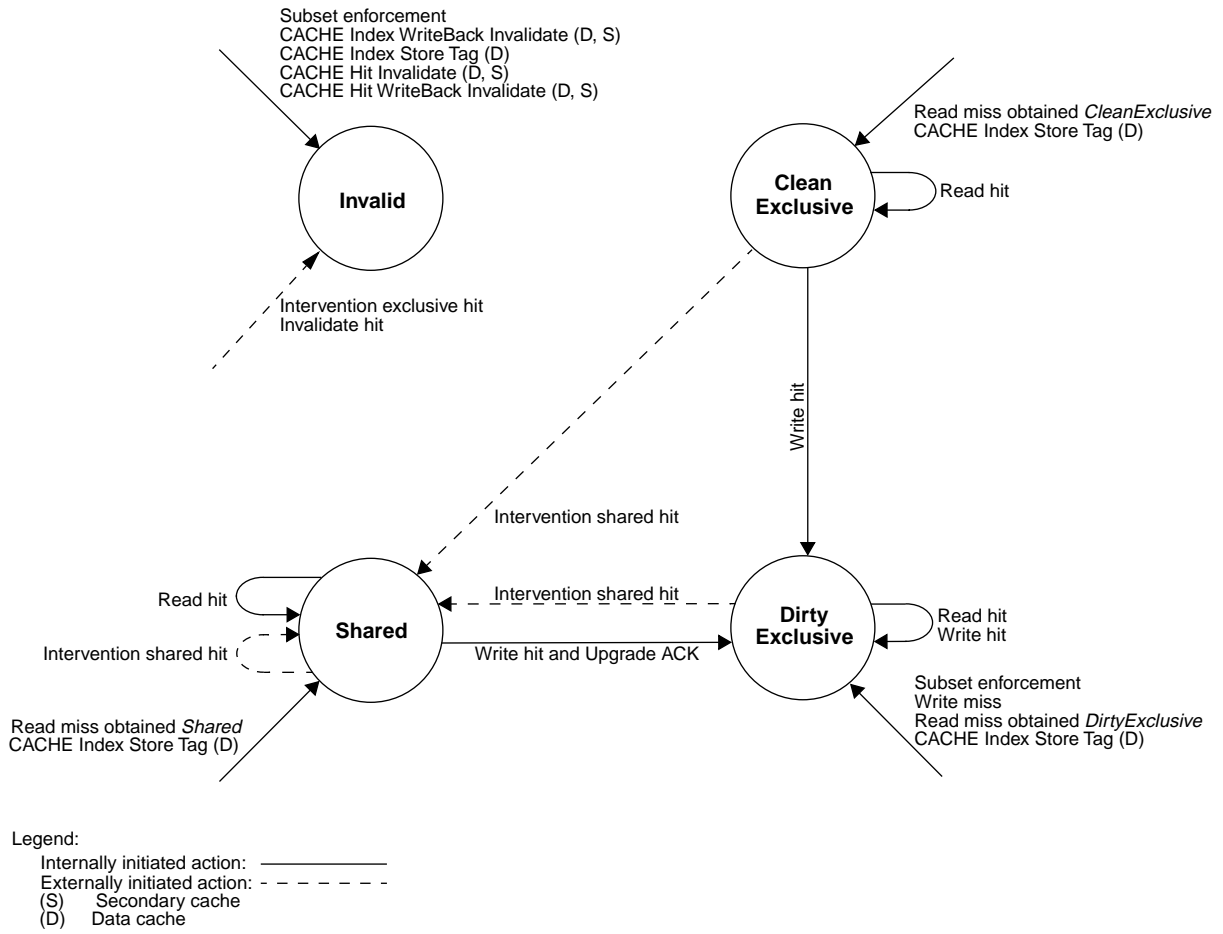 Subset enforcement
CACHE Index WriteBack Invalidate (D, S)
CACHE Index Store Tag (D)
CACHE Hit Invalidate (D, S)
CACHE Hit WriteBack Invalidate (D, S)
Read miss obtained CleanExclusive
CACHE Index Store Tag (D)
Invalid
Clean
Exclusive
Read hit
Intervention exclusive hit
Invalidate hit
Write hit
Intervention shared hit
Read hit
Intervention shared hit
Shared
Intervention shared hit
Write hit and Upgrade ACK
Dirty
Exclusive
Read hit
Write hit
Read miss obtained Shared
CACHE Index Store Tag (D)
Subset enforcement
Write miss
Read miss obtained DirtyExclusive
CACHE Index Store Tag (D)
Legend:
Internally initiated action:
Externally initiated action:
(S) Secondary cache
(D) Data cache